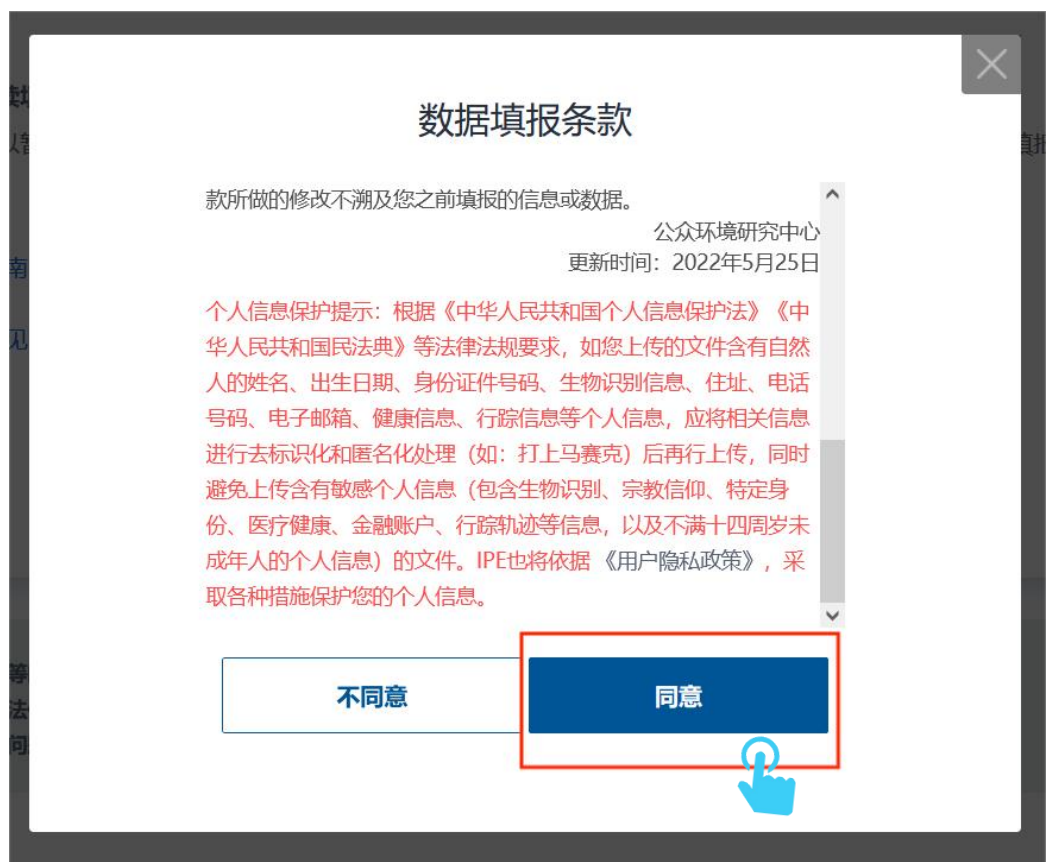 数据填报条款
款所做的修改不溯及您之前填报的信息或数据。
公众环境研究中心
更新时间：2022年5月25日
个人信息保护提示：根据《中华人民共和国个人信息保护法》《中
华人民共和国民法典》等法律法规要求，如您上传的文件含有自然
人的姓名、出生日期、身份证件号码、生物识别信息、住址、电话
号码、电子邮箱、健康信息、行踪信息等个人信息，应将相关信息
进行去标识化和匿名化处理（如：打上马赛克）后再行上传，同时
避免上传含有敏感个人信息（包含生物识别、宗教信仰、特定身
份、医疗健康、金融账户、行踪轨迹等信息，以及不满十四周岁未
成年人的个人信息）的文件。IPE也将依据 《用户隐私政策》，采
取各种措施保护您的个人信息。
不同意
同意
南
见
等
法
问